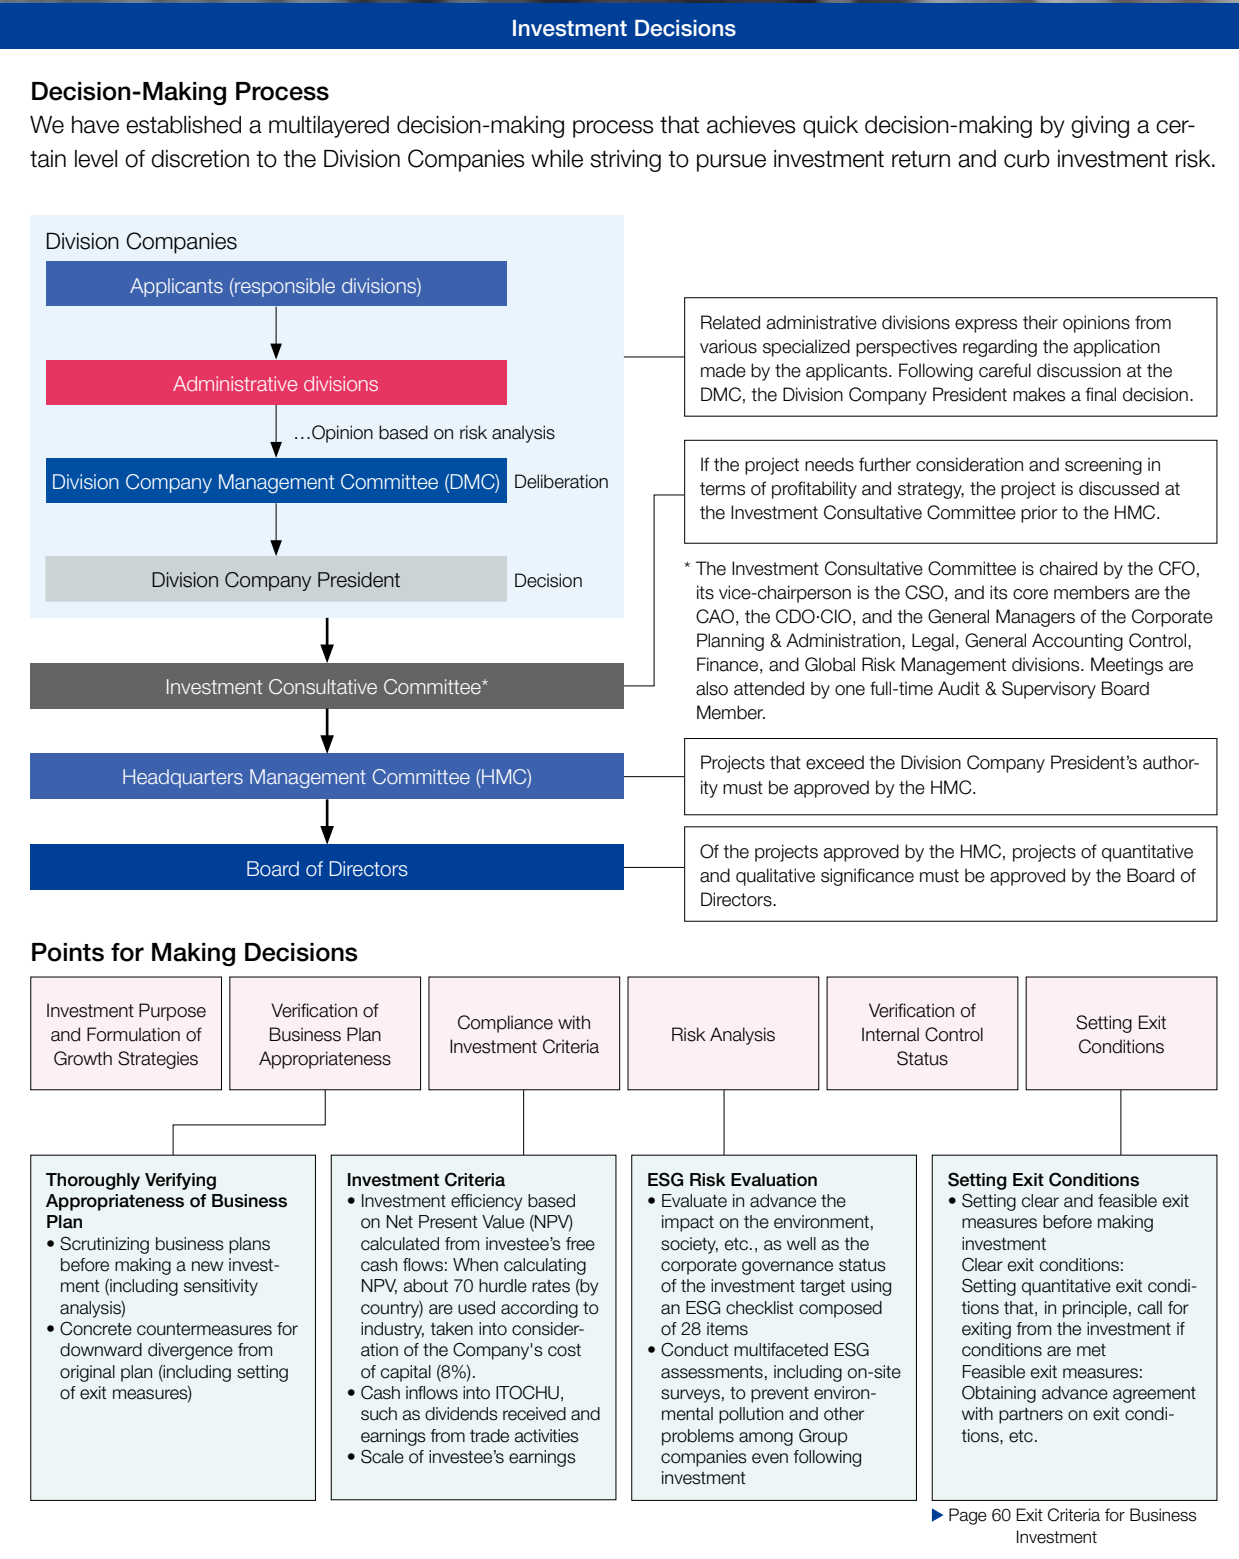 Investment Decisions
Decision-Making Process
We have established a multilayered decision-making process that achieves quick decision-making by giving a cer-
tain level of discretion to the Division Companies while striving to pursue investment return and curb investment risk.
Division Companies
Applicants (responsible divisions)
Administrative divisions
…Opinion based on risk analysis
Division Company Management Committee (DMC)
Deliberation
Division Company President
Decision
Investment Consultative Committee*
Headquarters Management Committee (HMC)
Board of Directors
Related administrative divisions express their opinions from
various specialized perspectives regarding the application
made by the applicants. Following careful discussion at the
DMC, the Division Company President makes a final decision.
If the project needs further consideration and screening in
terms of profitability and strategy, the project is discussed at
the Investment Consultative Committee prior to the HMC.
* The Investment Consultative Committee is chaired by the CFO,
its vice-chairperson is the CSO, and its core members are the
CAO, the CDO·CIO, and the General Managers of the Corporate
Planning & Administration, Legal, General Accounting Control,
Finance, and Global Risk Management divisions. Meetings are
also attended by one full-time Audit & Supervisory Board
Member.
Projects that exceed the Division Company President's author-
ity must be approved by the HMC.
Of the projects approved by the HMC, projects of quantitative
and qualitative significance must be approved by the Board of
Directors.
Points for Making Decisions
Investment Purpose
and Formulation of
Growth Strategies
Verification of
Business Plan
Appropriateness
Compliance with
Investment Criteria
Risk Analysis
Verification of
Internal Control
Status
Setting Exit
Conditions
Thoroughly Verifying
Appropriateness of Business
Plan
• Scrutinizing business plans
before making a new invest-
ment (including sensitivity
analysis)
• Concrete countermeasures for
downward divergence from
original plan (including setting
of exit measures)
Investment Criteria
• Investment efficiency based
on Net Present Value (NPV)
calculated from investee's free
cash flows: When calculating
NPV, about 70 hurdle rates (by
country) are used according to
industry, taken into consider-
ation of the Company's cost
of capital (8%).
• Cash inflows into ITOCHU,
such as dividends received and
earnings from trade activities
• Scale of investee's earnings
ESG Risk Evaluation
• Evaluate in advance the
impact on the environment,
society, etc., as well as the
corporate governance status
of the investment target using
an ESG checklist composed
of 28 items
• Conduct multifaceted ESG
assessments, including on-site
surveys, to prevent environ-
mental pollution and other
problems among Group
companies even following
investment
Setting Exit Conditions
• Setting clear and feasible exit
measures before making
investment
Clear exit conditions:
Setting quantitative exit condi-
tions that, in principle, call for
exiting from the investment if
conditions are met
Feasible exit measures:
Obtaining advance agreement
with partners on exit condi-
tions, etc.
▶ Page 60 Exit Criteria for Business
Investment